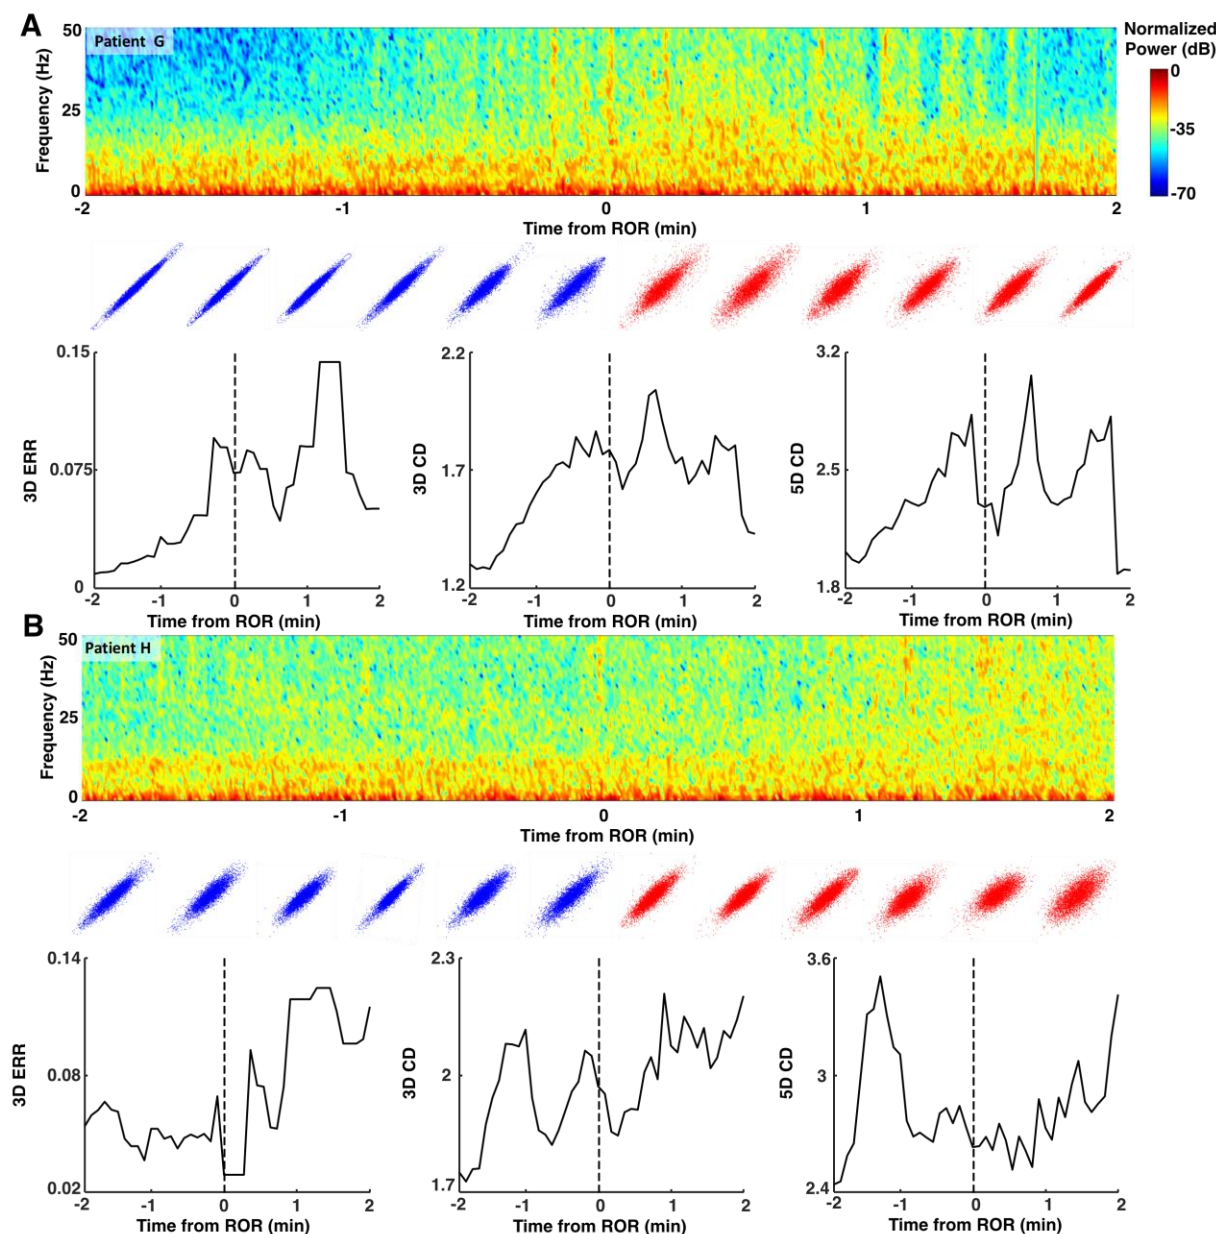 A
Patient G
Normalized
Power (dB)
Frequency (Hz)
50
25
0
0
-35
-70
-2 -1 0 1 2
Time from ROR (min)
3D ERR
0.15
0.075
0
-2 -1 0 1 2
Time from ROR (min)
3D CD
2.2
1.7
1.2
-2 -1 0 1 2
Time from ROR (min)
5D CD
3.2
2.5
1.8
-2 -1 0 1 2
Time from ROR (min)
B
Patient H
Frequency (Hz)
50
25
0
-2 -1 0 1 2
Time from ROR (min)
3D ERR
0.14
0.08
0.02
-2 -1 0 1 2
Time from ROR (min)
3D CD
2.3
2
1.7
-2 -1 0 1 2
Time from ROR (min)
5D CD
3.6
3
2.4
-2 -1 0 1 2
Time from ROR (min)